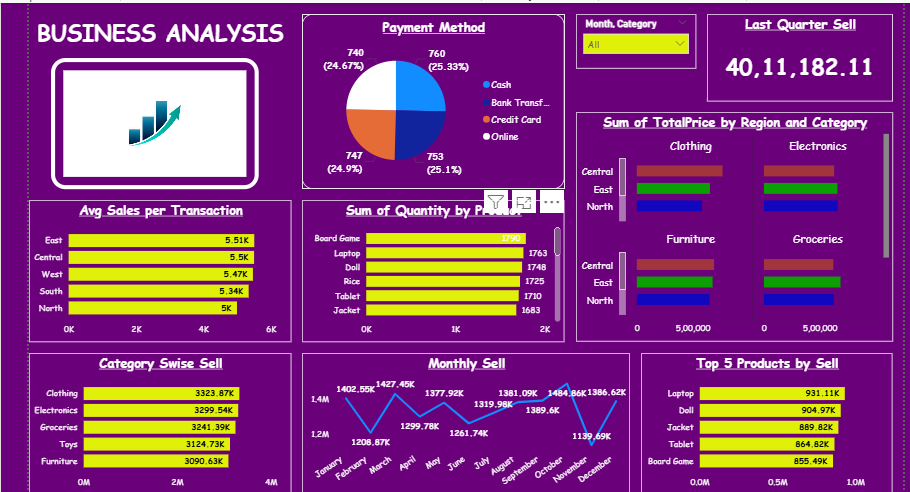 BUSINESS ANALYSIS
Payment Method
740
(24.67%)
760
(25.33%)
747
(24.9%)
753
(25.1%)
Cash
Bank Transf...
Credit Card
Online
Month, Category
All
Last Quarter Sell
40,11,182.11
Sum of TotalPrice by Region and Category
Clothing
Electronics
Central
East
North
Furniture
Groceries
Central
East
North
0
5,00,000
0
5,00,000
Avg Sales per Transaction
East 5.51K
Central 5.5K
West 5.47K
South 5.34K
North 5K
0K 2K 4K 6K
Sum of Quantity by Product
Board Game 1790
Laptop 1763
Doll 1748
Rice 1725
Tablet 1710
Jacket 1683
0K 1K 2K
Category Swise Sell
Clothing 3323.87K
Electronics 3299.54K
Groceries 3241.39K
Toys 3124.73K
Furniture 3090.63K
0M 2M 4M
Monthly Sell
1.4M
1.2M
1402.55K
1208.87K
1427.45K
1299.78K
1377.92K
1261.74K
1319.98K
1381.09K
1389.6K
1484.86K
1139.69K
1386.62K
January
February
March
April
May
June
July
August
September
October
November
December
Top 5 Products by Sell
Laptop 931.11K
Doll 904.97K
Jacket 889.82K
Tablet 864.82K
Board Game 855.49K
0.0M 0.5M 1.0M